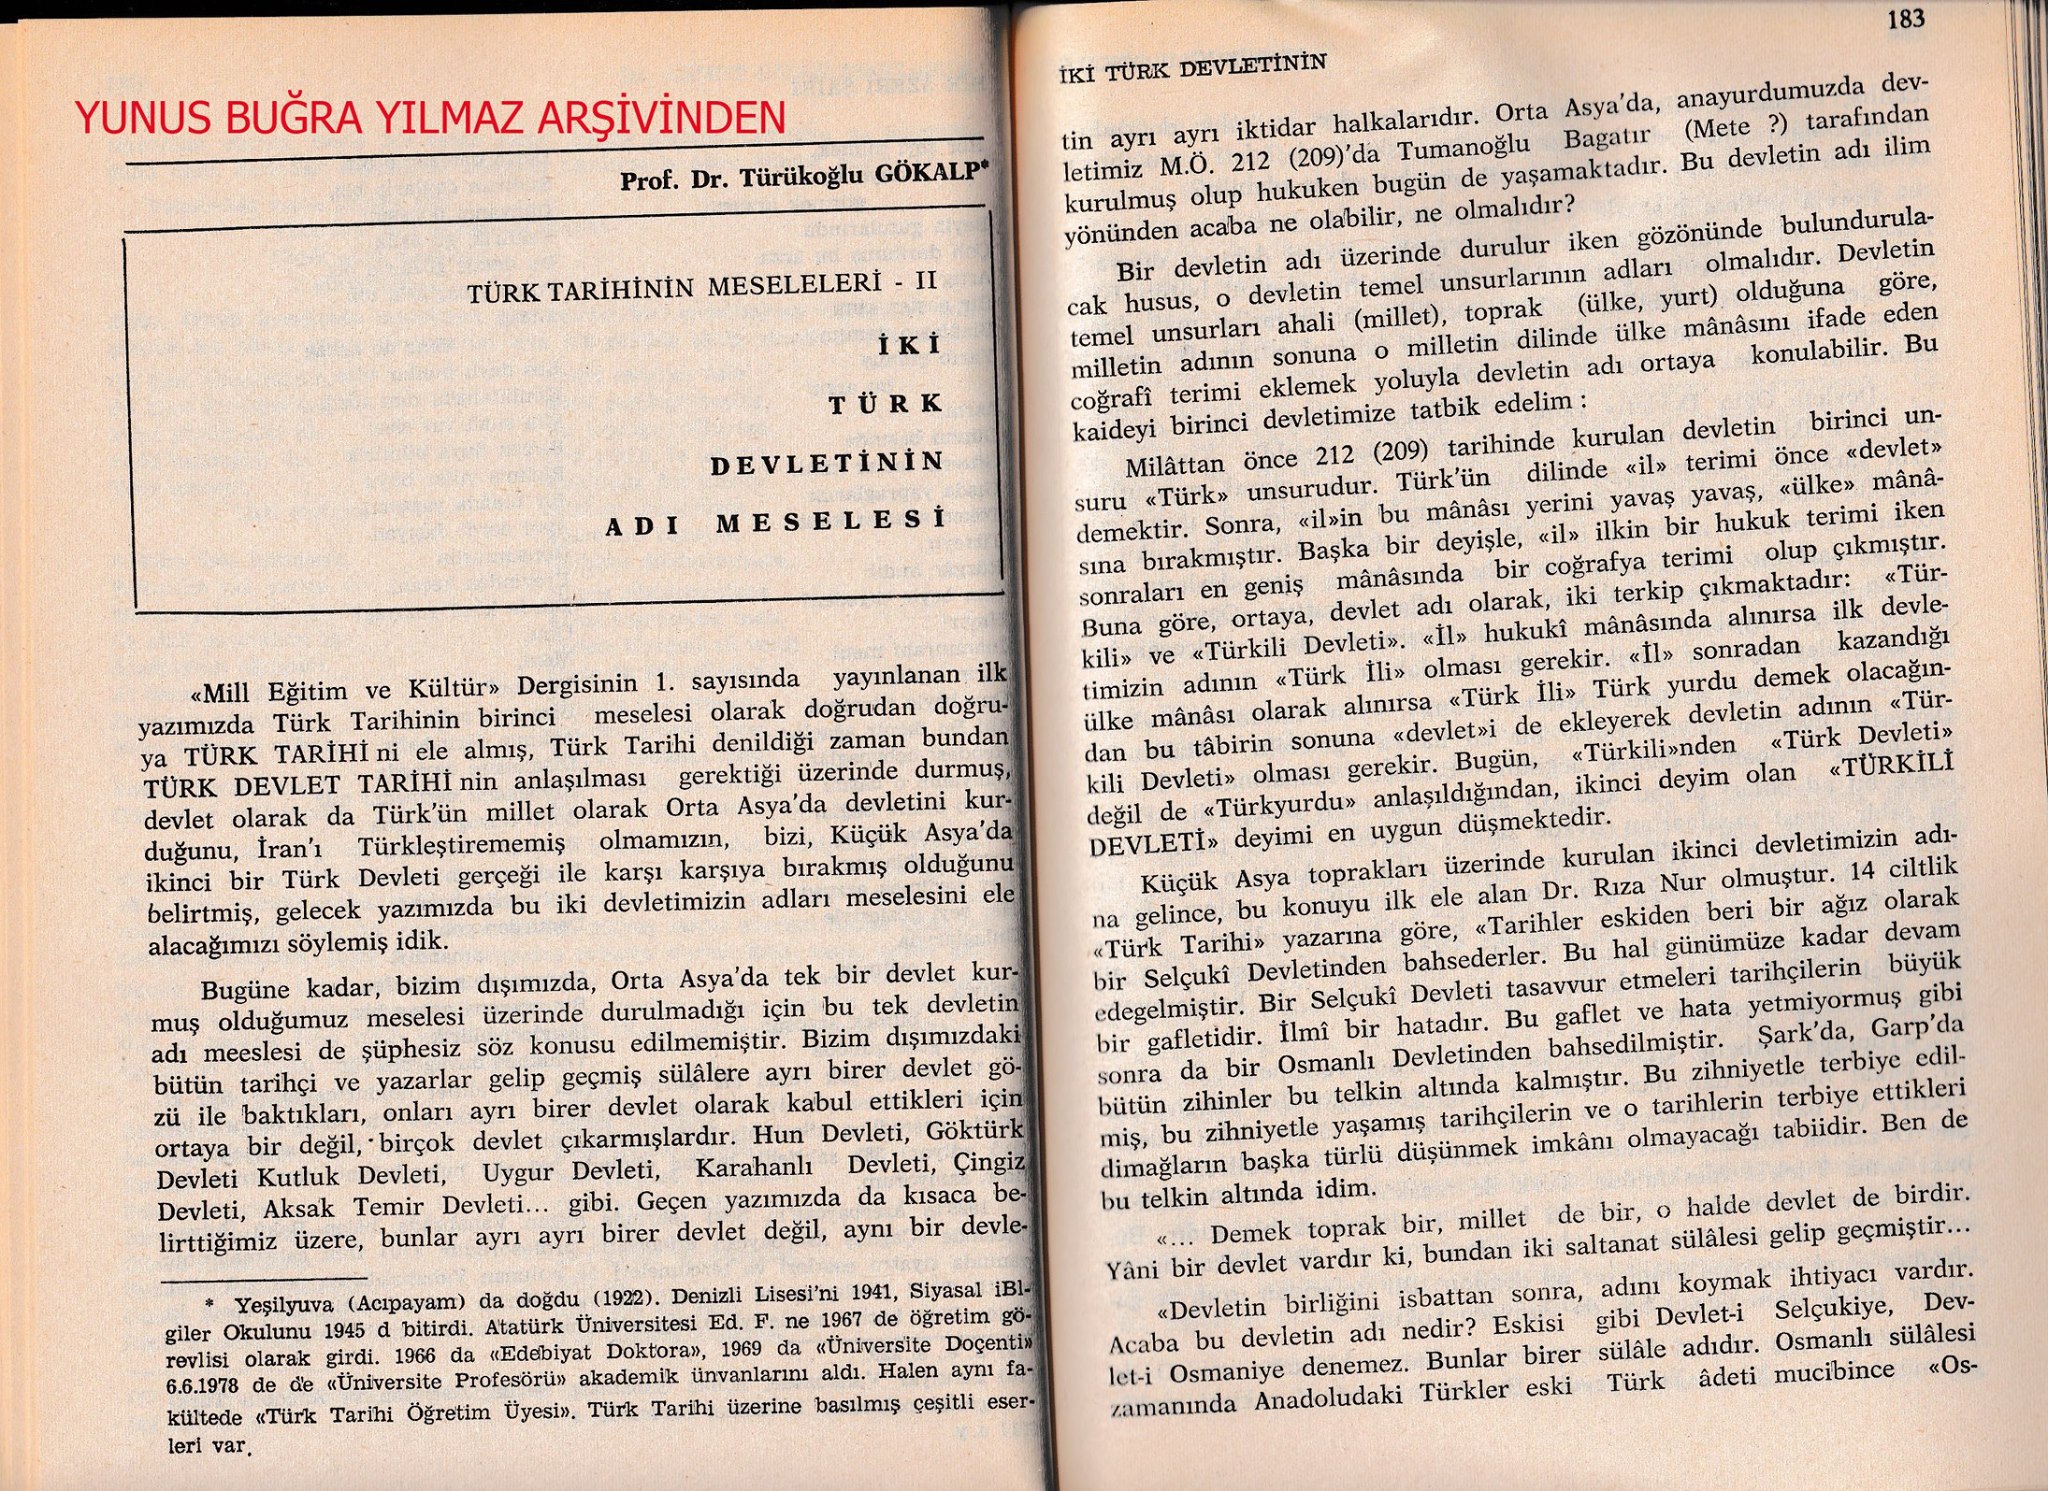 YUNUS BUĞRA YILMAZ ARŞİVİNDEN
Prof. Dr. Türükoğlu GÖKALP*
TÜRK TARİHİNİN MESELELERİ - II
İKİ
TÜRK
DEVLETİNİN
ADI MESELESİ
«Mill Eğitim ve Kültür» Dergisinin 1. sayısında yayınlanan ilk
yazımızda Türk Tarihinin birinci meselesi olarak doğrudan doğru-
ya TÜRK TARİHİ ni ele almış, Türk Tarihi denildiği zaman bundan
TÜRK DEVLET TARİHİ nin anlaşılması gerektiği üzerinde durmuş,
devlet olarak da Türk'ün millet olarak Orta Asya'da devletini kur-
duğunu, İran'ı Türkleştirememiş olmamızın, bizi, Küçük Asya'da
ikinci bir Türk Devleti gerçeği ile karşı karşıya bırakmış olduğunu
belirtmiş, gelecek yazımızda bu iki devletimizin adları meselesini ele
alacağımızı söylemiş idik.
Bugüne kadar, bizim dışımızda, Orta Asya'da tek bir devlet kur-
muş olduğumuz meselesi üzerinde durulmadığı için bu tek devletin
adı meeslesi de şüphesiz söz konusu edilmemiştir. Bizim dışımızdaki
bütün tarihçi ve yazarlar gelip geçmiş sülâlere ayrı birer devlet gö-
zü ile baktıkları, onları ayrı birer devlet olarak kabul ettikleri için
ortaya bir değil, birçok devlet çıkarmışlardır. Hun Devleti, Göktürk
Devleti Kutluk Devleti, Uygur Devleti, Karahanlı Devleti, Çingiz
Devleti, Aksak Temir Devleti... gibi. Geçen yazımızda da kısaca be-
lirttiğimiz üzere, bunlar ayrı ayrı birer devlet değil, aynı bir devle-
* Yeşilyuva (Acıpayam) da doğdu (1922). Denizli Lisesi'ni 1941, Siyasal iBl-
giler Okulunu 1945 d bitirdi. Atatürk Üniversitesi Ed. F. ne 1967 de öğretim gö-
revlisi olarak girdi. 1966 da «Edebiyat Doktora», 1969 da «Üniversite Doçenti»
6.6.1978 de de «Üniversite Profesörü» akademik ünvanlarını aldı. Halen aynı fa-
kültede «Türk Tarihi Öğretim Üyesi». Türk Tarihi üzerine basılmış çeşitli eser-
leri var.
183
İKİ TÜRK DEVLETİNİN
tin ayrı ayrı iktidar halkalarıdır. Orta Asya'da, anayurdumuzda dev-
letimiz M.Ö. 212 (209)'da Tumanoğlu Bagatır (Mete ?) tarafından
kurulmuş olup hukuken bugün de yaşamaktadır. Bu devletin adı ilim
yönünden acaba ne olabilir, ne olmalıdır?
Bir devletin adı üzerinde durulur iken gözönünde bulundurula-
cak husus, o devletin temel unsurlarının adları olmalıdır. Devletin
temel unsurları ahali (millet), toprak (ülke, yurt) olduğuna göre,
milletin adının sonuna o milletin dilinde ülke mânâsını ifade eden
coğrafî terimi eklemek yoluyla devletin adı ortaya konulabilir. Bu
kaideyi birinci devletimize tatbik edelim :
Milâttan önce 212 (209) tarihinde kurulan devletin birinci un-
suru «Türk» unsurudur. Türk'ün dilinde «il» terimi önce «devlet»
demektir. Sonra, «il»in bu mânâsı yerini yavaş yavaş, «ülke» mânâ-
sına bırakmıştır. Başka bir deyişle, «il» ilkin bir hukuk terimi iken
sonraları en geniş mânâsında bir coğrafya terimi olup çıkmıştır.
Buna göre, ortaya, devlet adı olarak, iki terkip çıkmaktadır: «Tür-
kili» ve «Türkili Devleti». «İl» hukukî mânâsında alınırsa ilk devle-
timizin adının «Türk İli» olması gerekir. «İl» sonradan kazandığı
ülke mânâsı olarak alınırsa «Türk İli» Türk yurdu demek olacağın-
dan bu tâbirin sonuna «devlet»i de ekleyerek devletin adının «Tür-
kili Devleti» olması gerekir. Bugün, «Türkili»nden «Türk Devleti»
değil de «Türkyurdu» anlaşıldığından, ikinci deyim olan «TÜRKİLİ
DEVLETİ» deyimi en uygun düşmektedir.
Küçük Asya toprakları üzerinde kurulan ikinci devletimizin adı-
na gelince, bu konuyu ilk ele alan Dr. Rıza Nur olmuştur. 14 ciltlik
«Türk Tarihi» yazarına göre, «Tarihler eskiden beri bir ağız olarak
bir Selçukî Devletinden bahsederler. Bu hal günümüze kadar devam
edegelmiştir. Bir Selçukî Devleti tasavvur etmeleri tarihçilerin büyük
bir gafletidir. İlmî bir hatadır. Bu gaflet ve hata yetmiyormuş gibi
sonra da bir Osmanlı Devletinden bahsedilmiştir. Şark'da, Garp'da
bütün zihinler bu telkin altında kalmıştır. Bu zihniyetle terbiye edil-
miş, bu zihniyetle yaşamış tarihçilerin ve o tarihlerin terbiye ettikleri
dimağların başka türlü düşünmek imkânı olmayacağı tabiidir. Ben de
bu telkin altında idim.
«... Demek toprak bir, millet de bir, o halde devlet de birdir.
Yâni bir devlet vardır ki, bundan iki saltanat sülâlesi gelip geçmiştir...
«Devletin birliğini isbattan sonra, adını koymak ihtiyacı vardır.
Acaba bu devletin adı nedir? Eskisi gibi Devlet-i Selçukiye, Dev-
let-i Osmaniye denemez. Bunlar birer sülâle adıdır. Osmanlı sülâlesi
zamanında Anadoludaki Türkler eski Türk âdeti mucibince «Os-